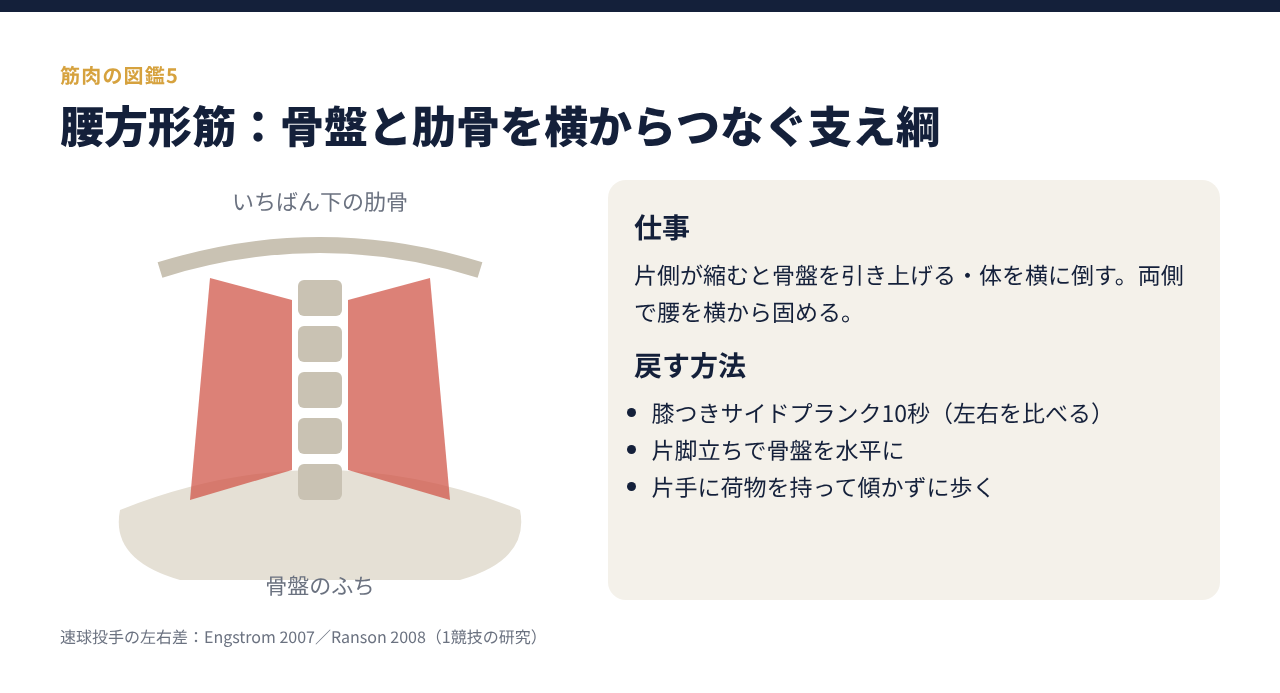 筋肉の図鑑5
腰方形筋：骨盤と肋骨を横からつなぐ支え綱
いちばん下の肋骨
骨盤のふち
仕事
片側が縮むと骨盤を引き上げる・体を横に倒す。両側
で腰を横から固める。
戻す方法
• 膝つきサイドプランク10秒（左右を比べる）
• 片脚立ちで骨盤を水平に
• 片手に荷物を持って傾かずに歩く
速球投手の左右差：Engstrom 2007／Ranson 2008（1競技の研究）